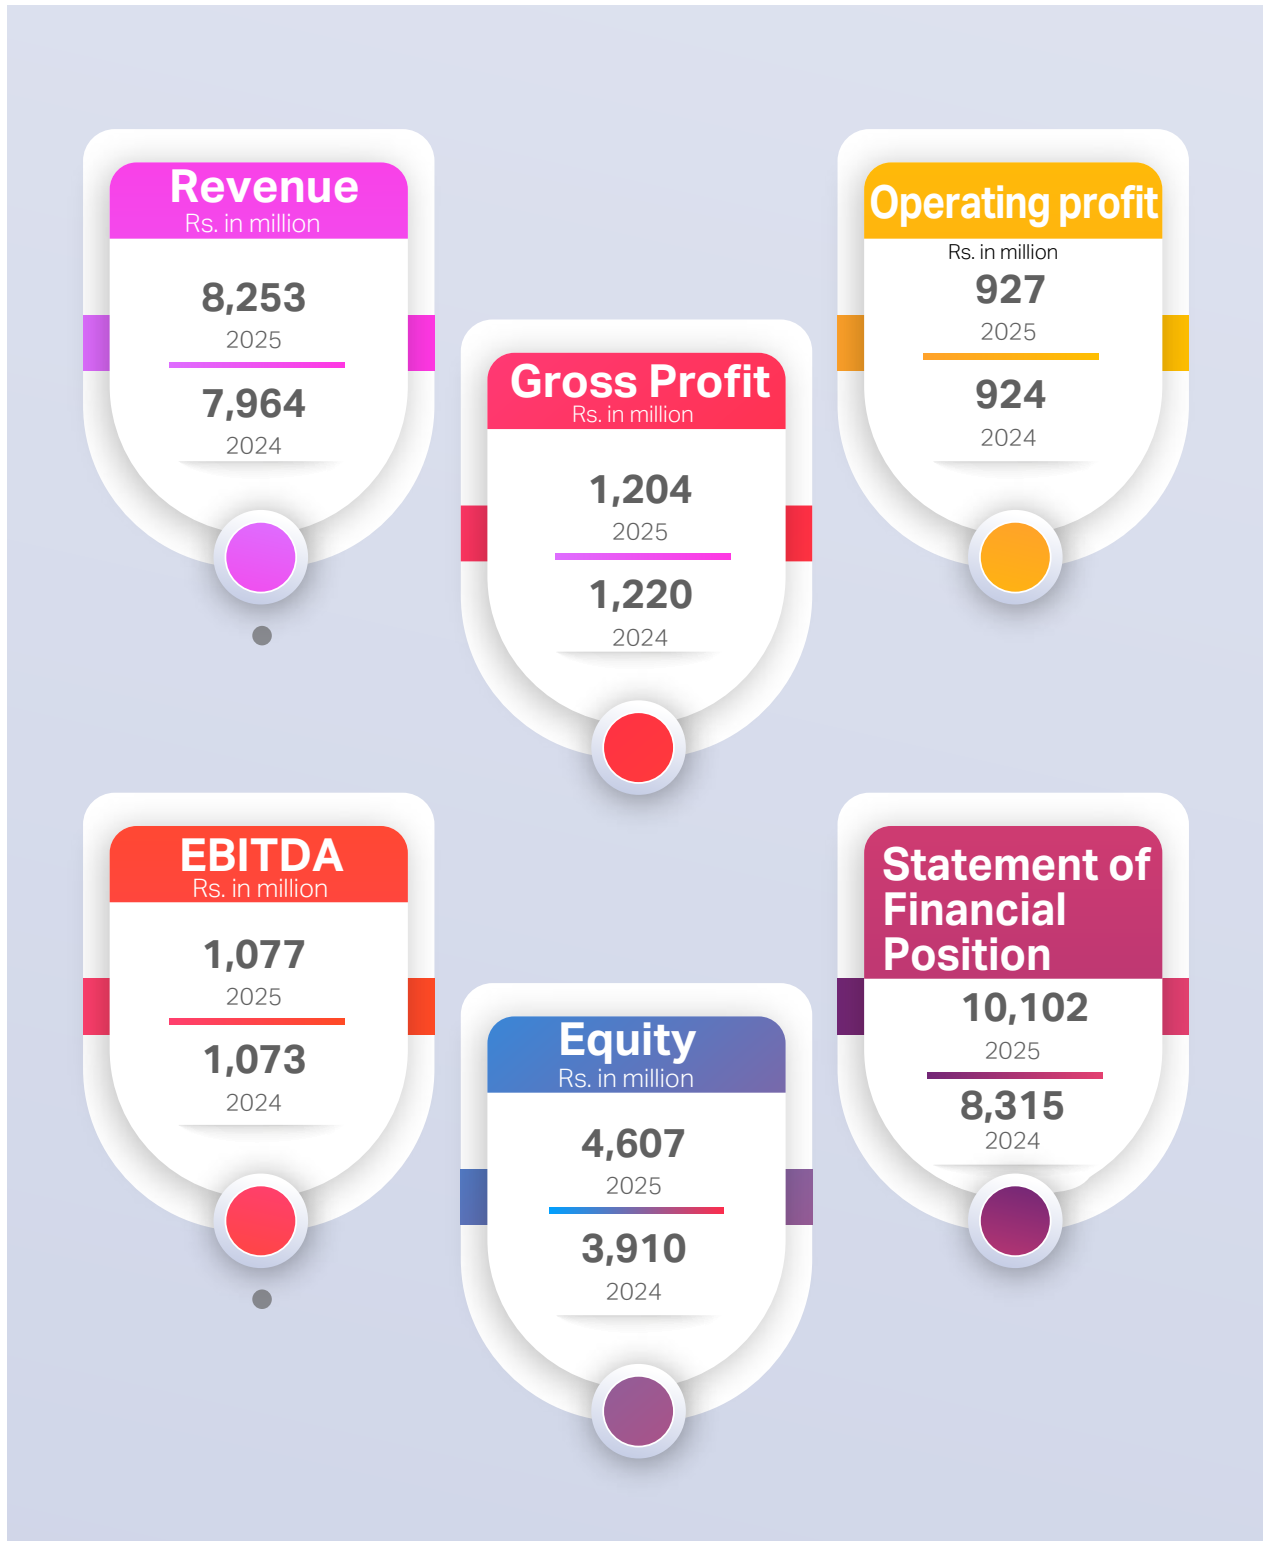 Revenue
Rs. in million
8,253
2025
7,964
2024
Gross Profit
Rs. in million
1,204
2025
1,220
2024
Operating profit
Rs. in million
927
2025
924
2024
EBITDA
Rs. in million
1,077
2025
1,073
2024
Equity
Rs. in million
4,607
2025
3,910
2024
Statement of
Financial
Position
10,102
2025
8,315
2024